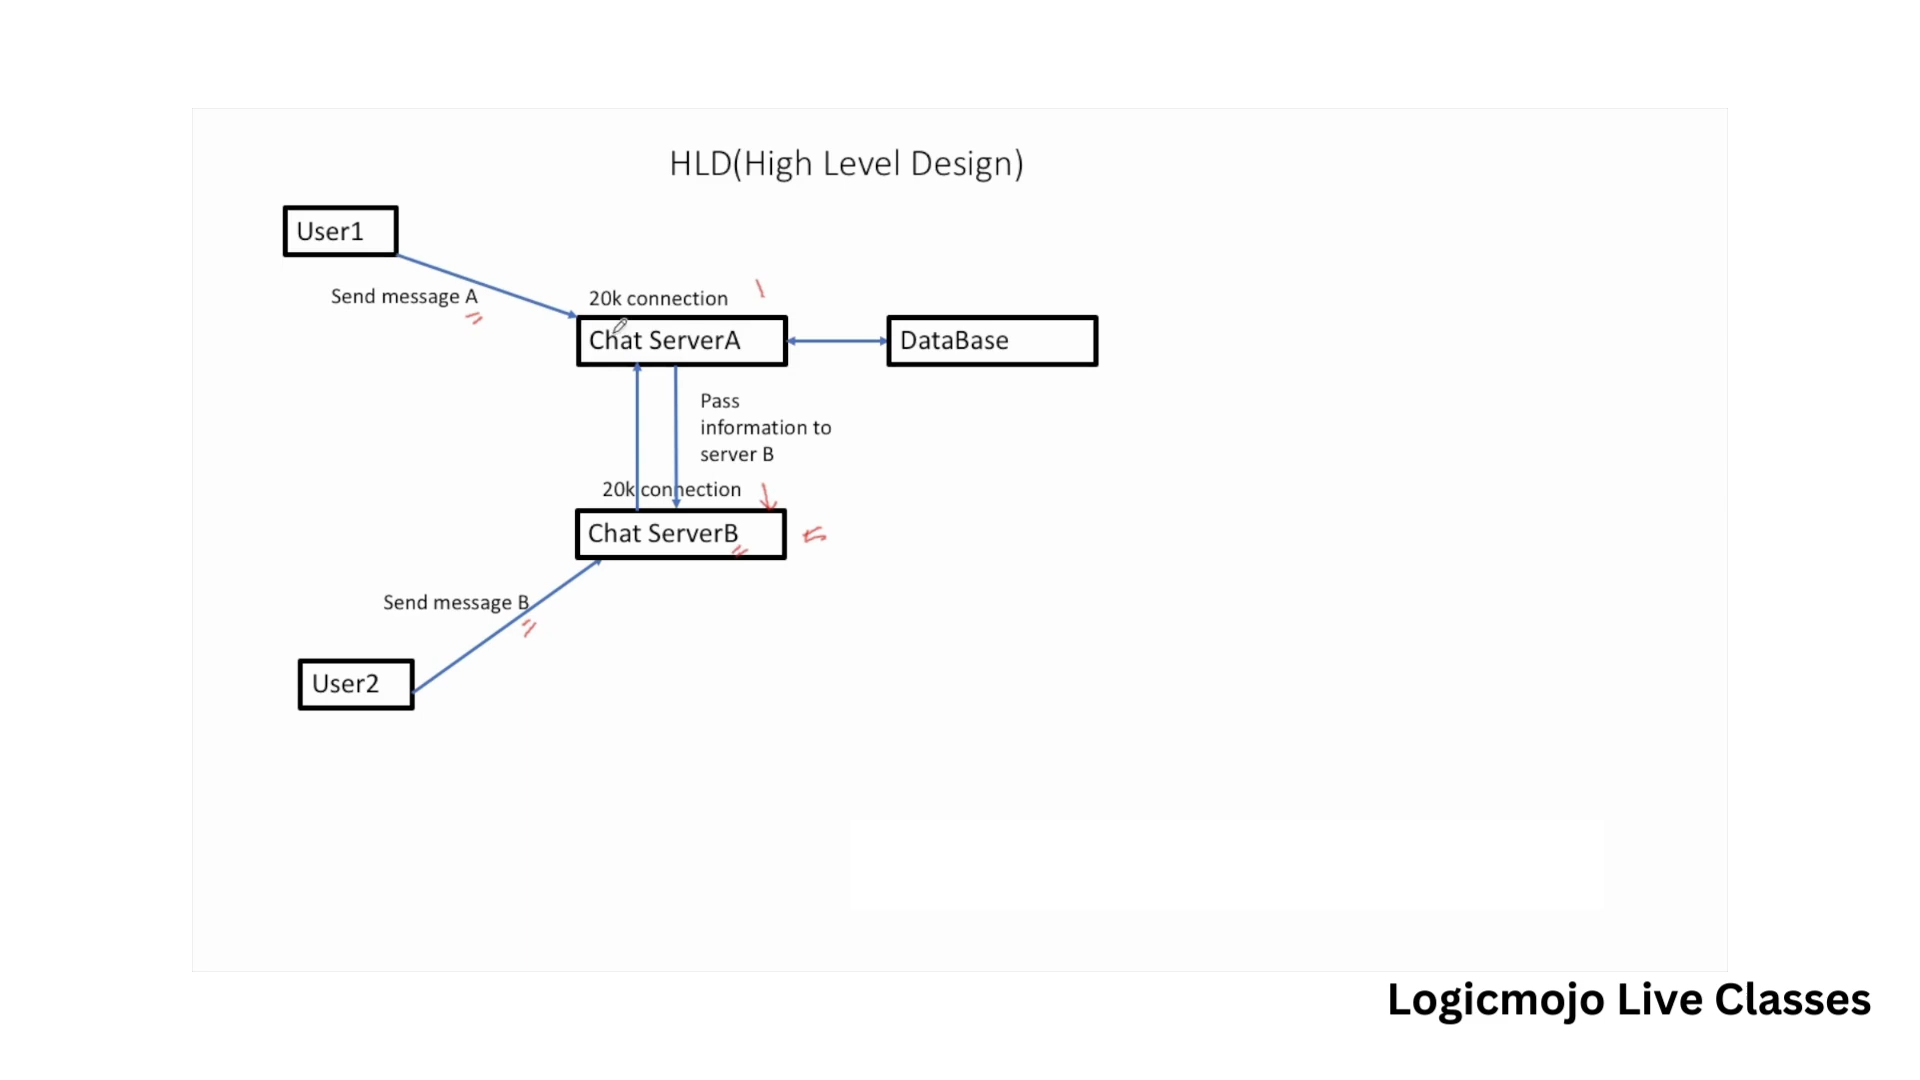 HLD(High Level Design)
User1
Send message A
20k connection
Chat ServerA
DataBase
Pass
information to
server B
20k connection
Chat ServerB
Send message B
User2
Logicmojo Live Classes